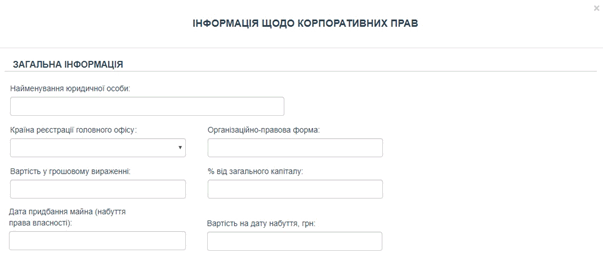 ІНФОРМАЦІЯ ЩОДО КОРПОРАТИВНИХ ПРАВ
ЗАГАЛЬНА ІНФОРМАЦІЯ
Найменування юридичної особи:
Країна реєстрації головного офісу:
Організаційно-правова форма:
Вартість у грошовому вираженні:
% від загального капіталу:
Дата придбання майна (набуття
права власності):
Вартість на дату набуття, грн: